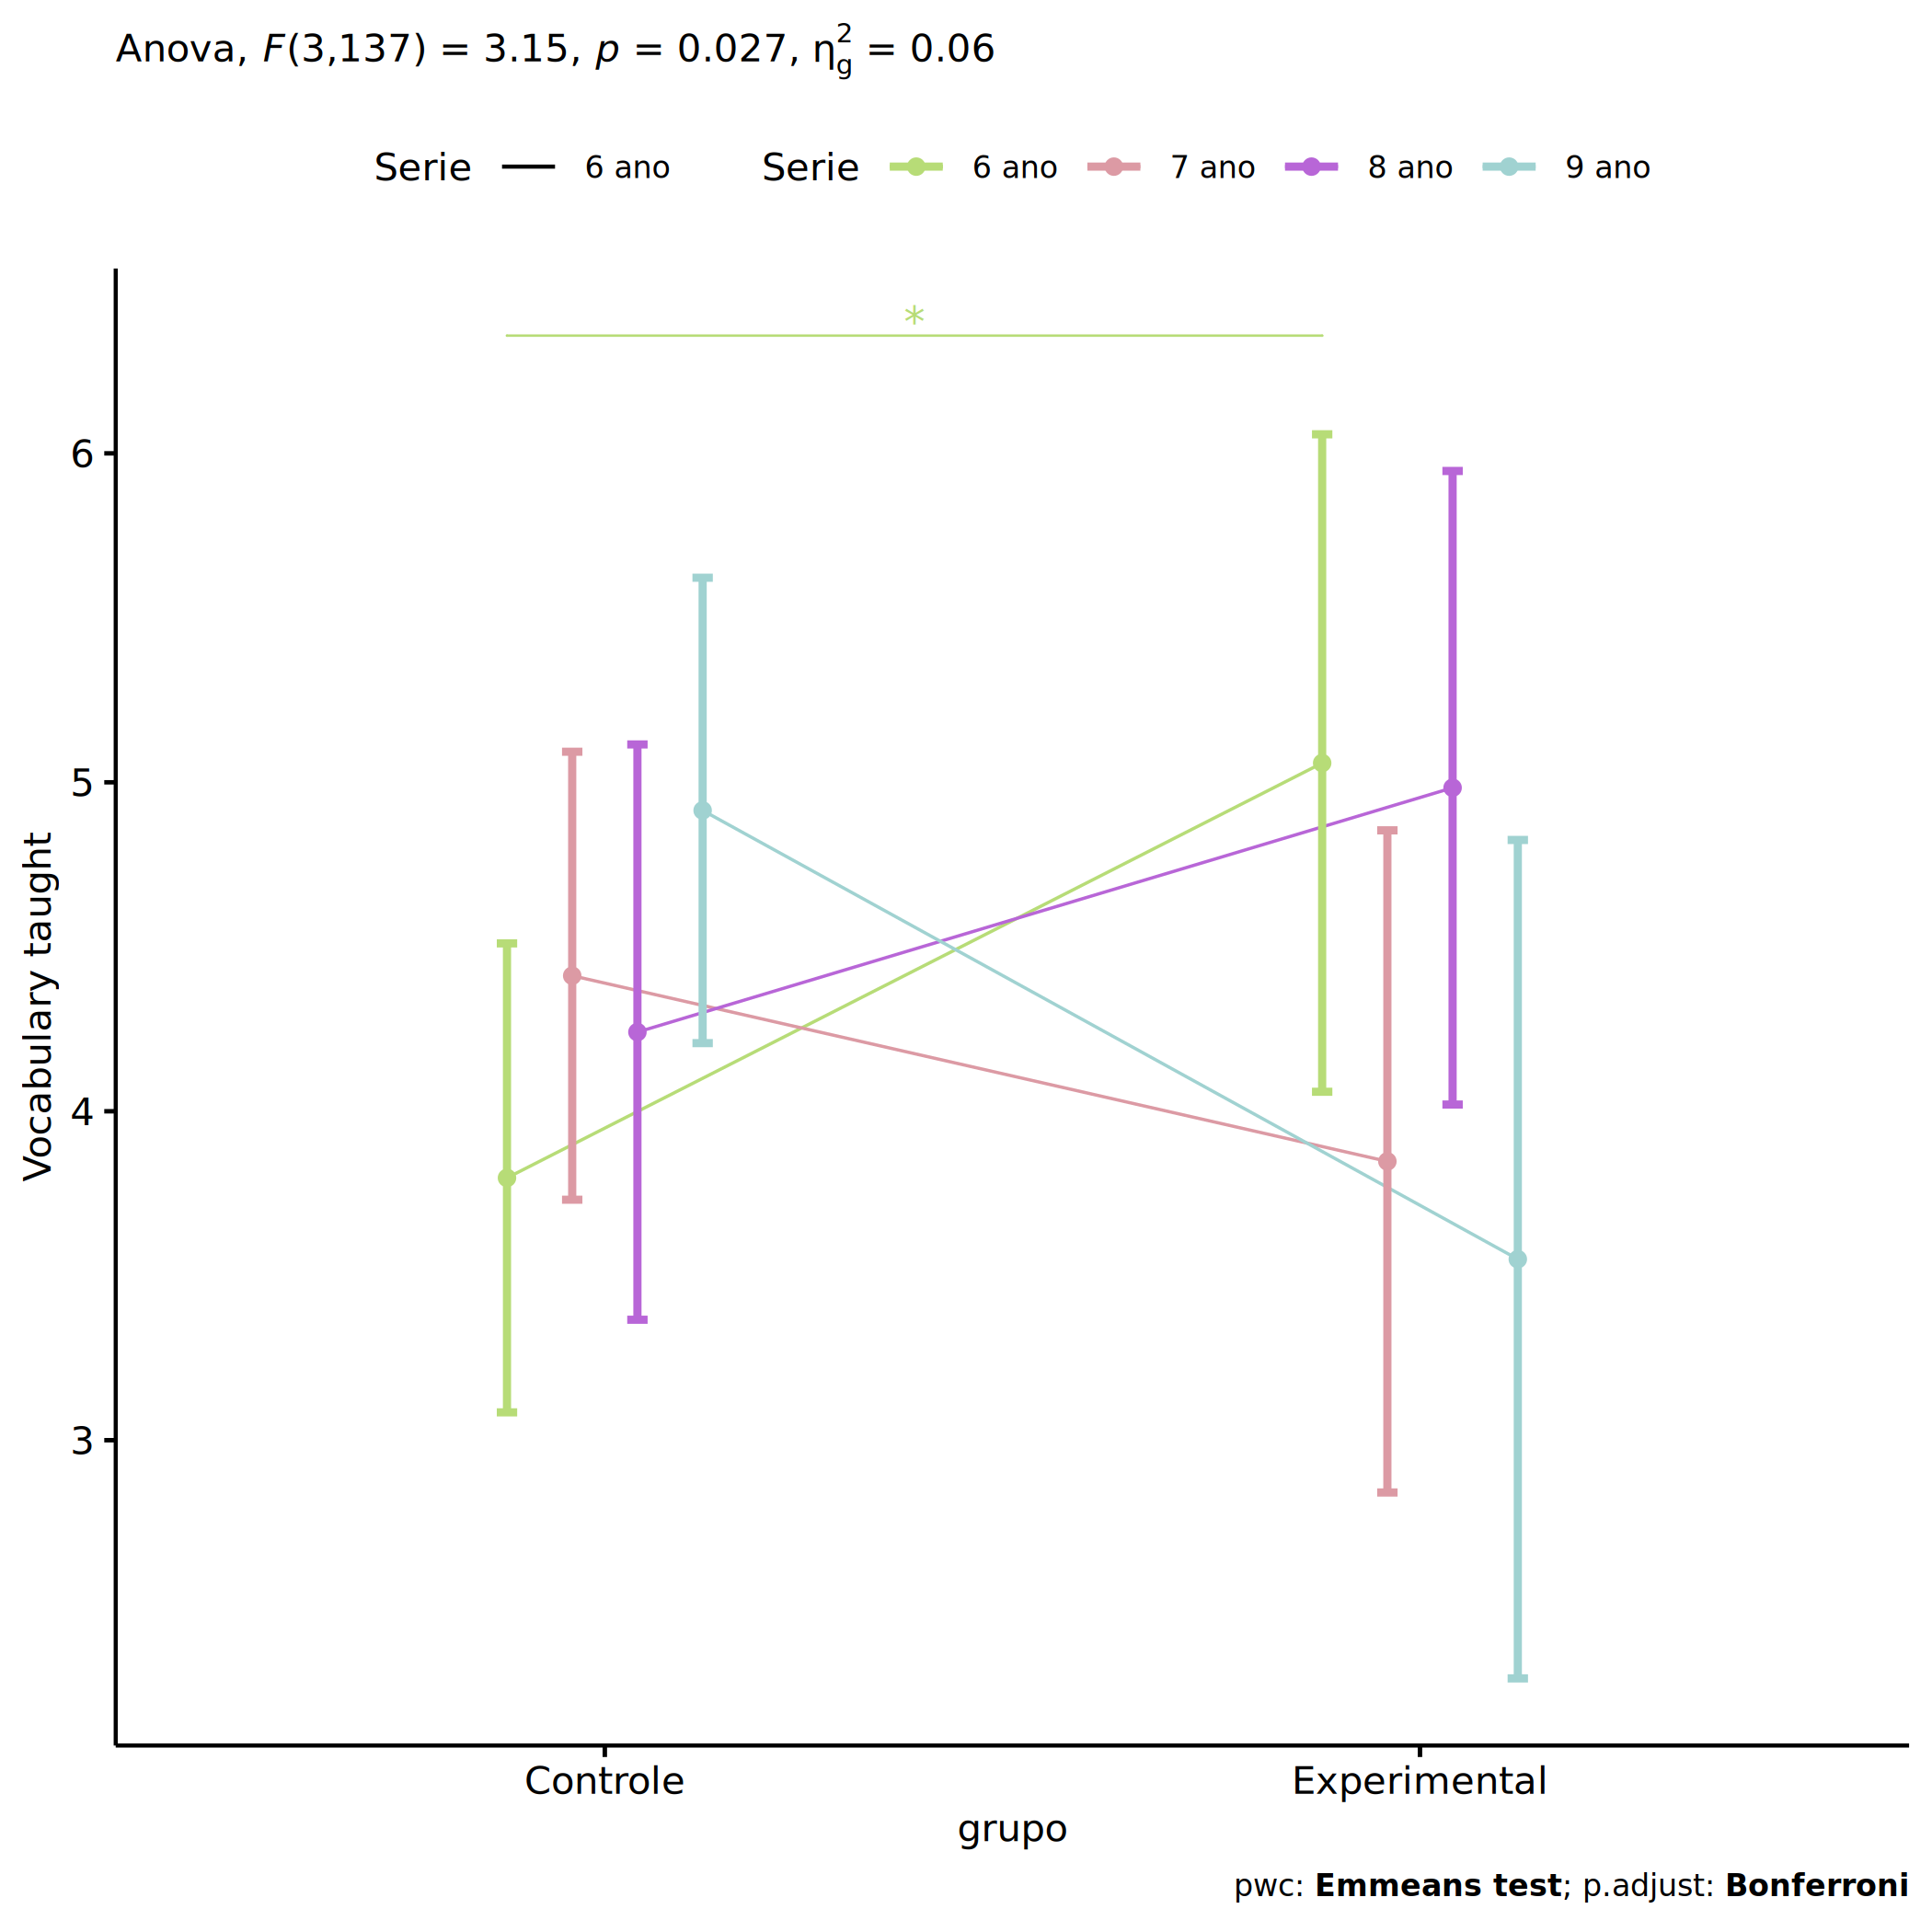 Anova, F(3,137) = 3.15, p = 0.027, η²g = 0.06
Serie 6 ano Serie 6 ano 7 ano 8 ano 9 ano
*
6
5
4
3
Vocabulary taught
Controle Experimental
grupo
pwc: Emmeans test; p.adjust: Bonferroni